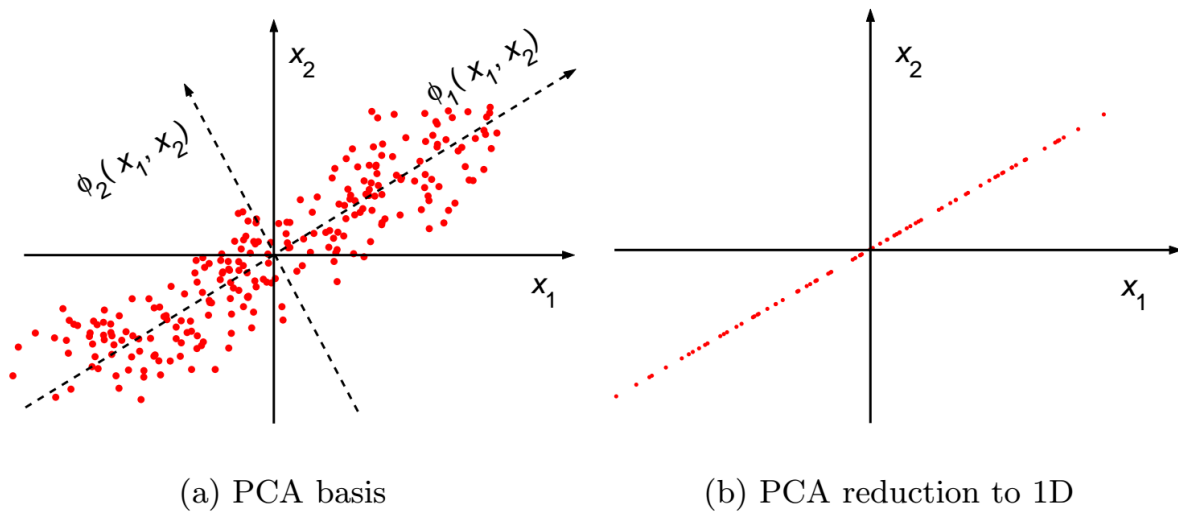 x₂
ϕ₁(x₁, x₂)
ϕ₂(x₁, x₂)
x₁
(a) PCA basis
x₂
x₁
(b) PCA reduction to 1D